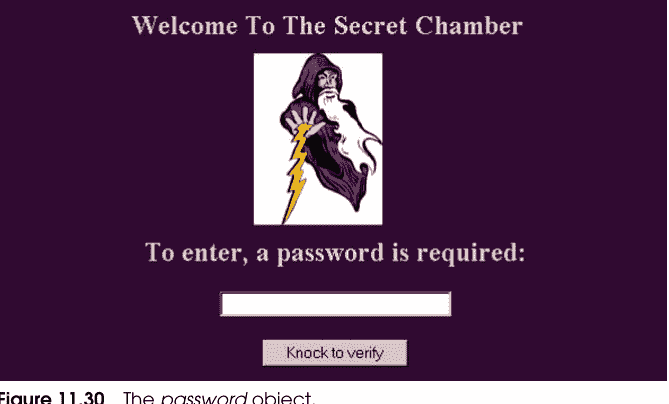 Welcome To The Secret Chamber
To enter, a password is required:
Knock to verify
Figure 11.30 The password object.